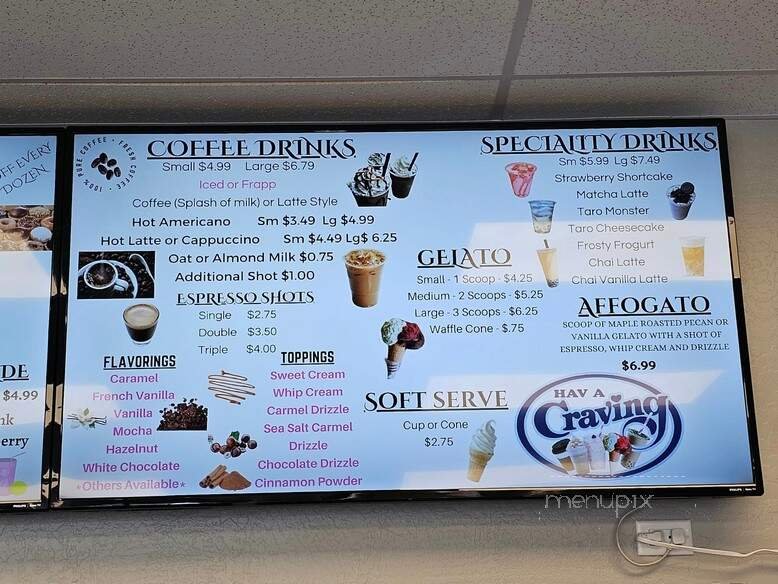 FF EVERY
DOZEN
DE
$4.99
nk
erry
100% PURE COFFEE • FRESH COFFEE •
COFFEE DRINKS
Small $4.99 Large $6.79
Iced or Frapp
Coffee (Splash of milk) or Latte Style
Hot Americano Sm $3.49 Lg $4.99
Hot Latte or Cappuccino Sm $4.49 Lg$ 6.25
Oat or Almond Milk $0.75
Additional Shot $1.00
ESPRESSO SHOTS
Single $2.75
Double $3.50
Triple $4.00
FLAVORINGS
Caramel
French Vanilla
Vanilla
Mocha
Hazelnut
White Chocolate
*Others Available*
TOPPINGS
Sweet Cream
Whip Cream
Carmel Drizzle
Sea Salt Carmel
Drizzle
Chocolate Drizzle
Cinnamon Powder
GELATO
Small - 1 Scoop - $4.25
Medium - 2 Scoops - $5.25
Large - 3 Scoops - $6.25
Waffle Cone - $.75
SOFT SERVE
Cup or Cone
$2.75
SPECIALITY DRINKS
Sm $5.99 Lg $7.49
Strawberry Shortcake
Matcha Latte
Taro Monster
Taro Cheesecake
Frosty Frogurt
Chai Latte
Chai Vanilla Latte
AFFOGATO
SCOOP OF MAPLE ROASTED PECAN OR
VANILLA GELATO WITH A SHOT OF
ESPRESSO, WHIP CREAM AND DRIZZLE
$6.99
HAV A
Craving
menupix